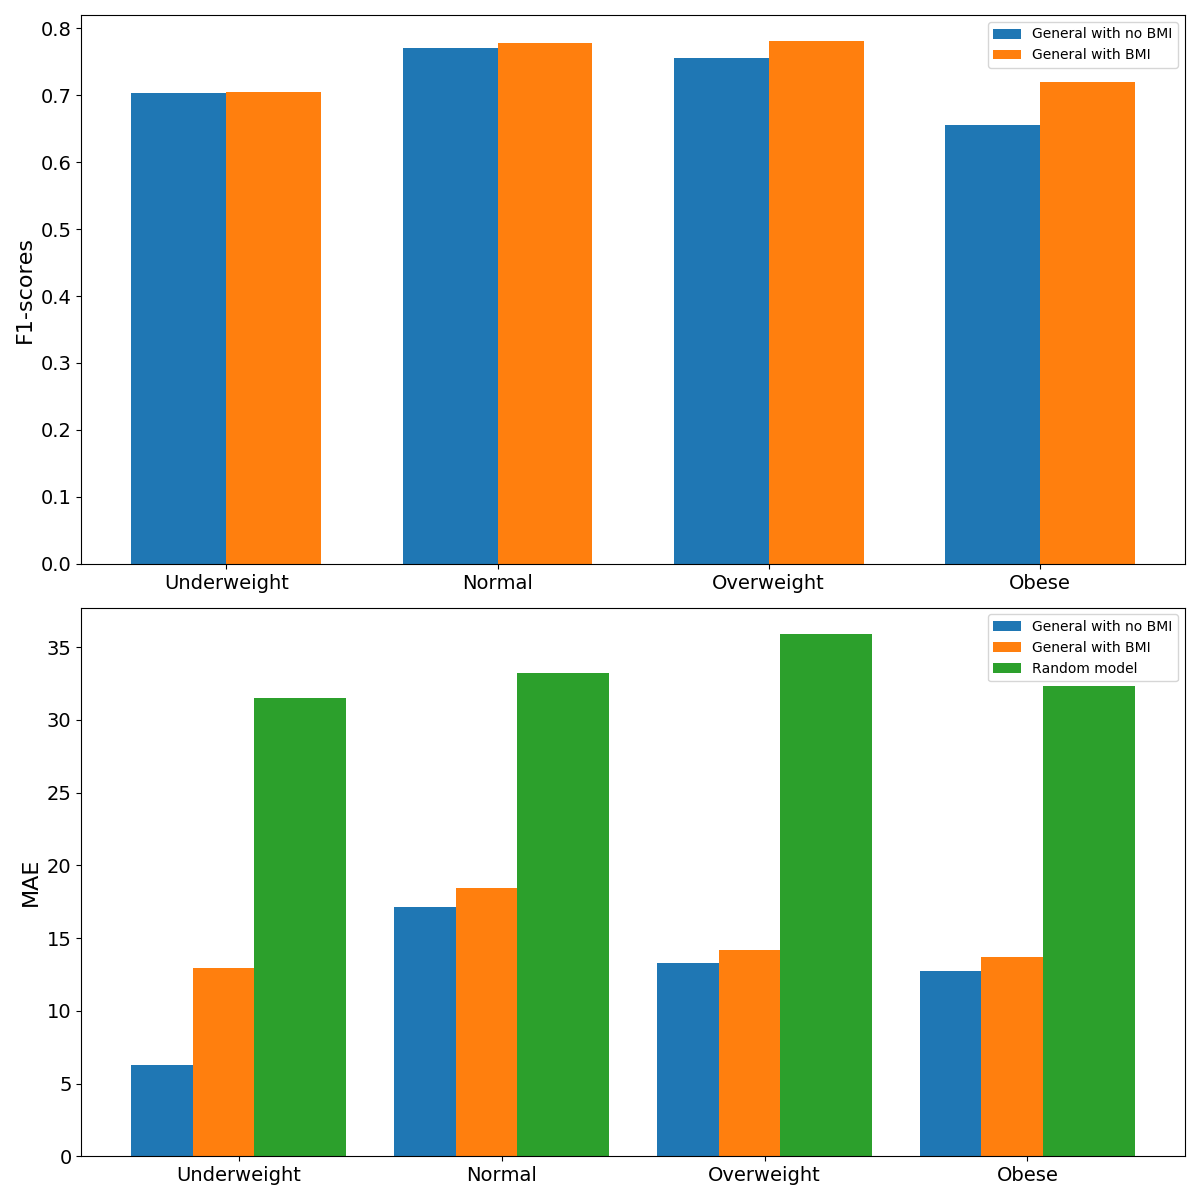 0.8
0.7
0.6
0.5
0.4
0.3
0.2
0.1
0.0
F1-scores
General with no BMI
General with BMI
Underweight Normal Overweight Obese
35
30
25
20
15
10
5
0
MAE
General with no BMI
General with BMI
Random model
Underweight Normal Overweight Obese